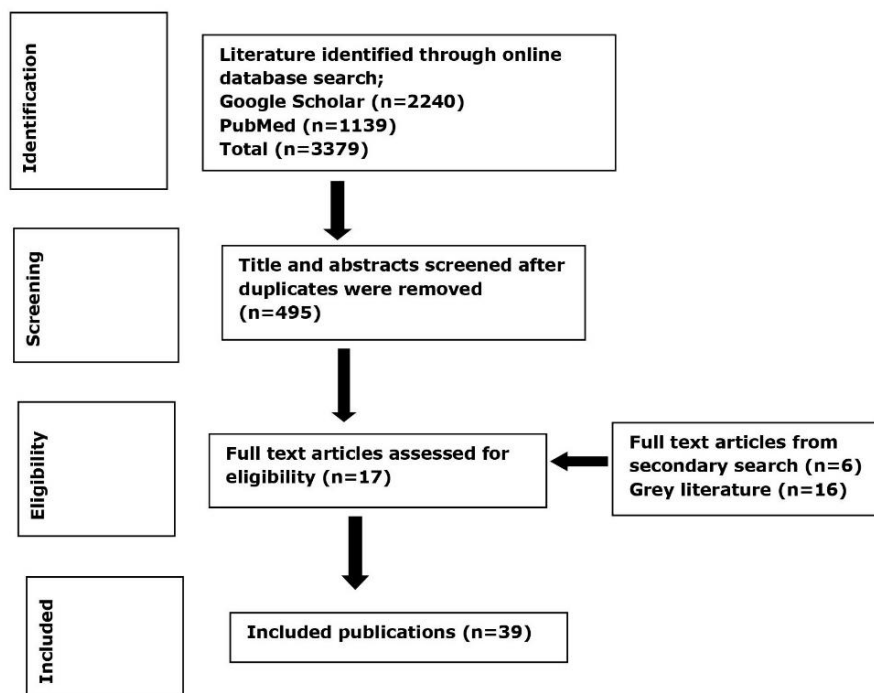 Identification
Literature identified through online
database search;
Google Scholar (n=2240)
PubMed (n=1139)
Total (n=3379)
Screening
Title and abstracts screened after
duplicates were removed
(n=495)
Eligibility
Full text articles assessed for
eligibility (n=17)
Full text articles from
secondary search (n=6)
Grey literature (n=16)
Included
Included publications (n=39)